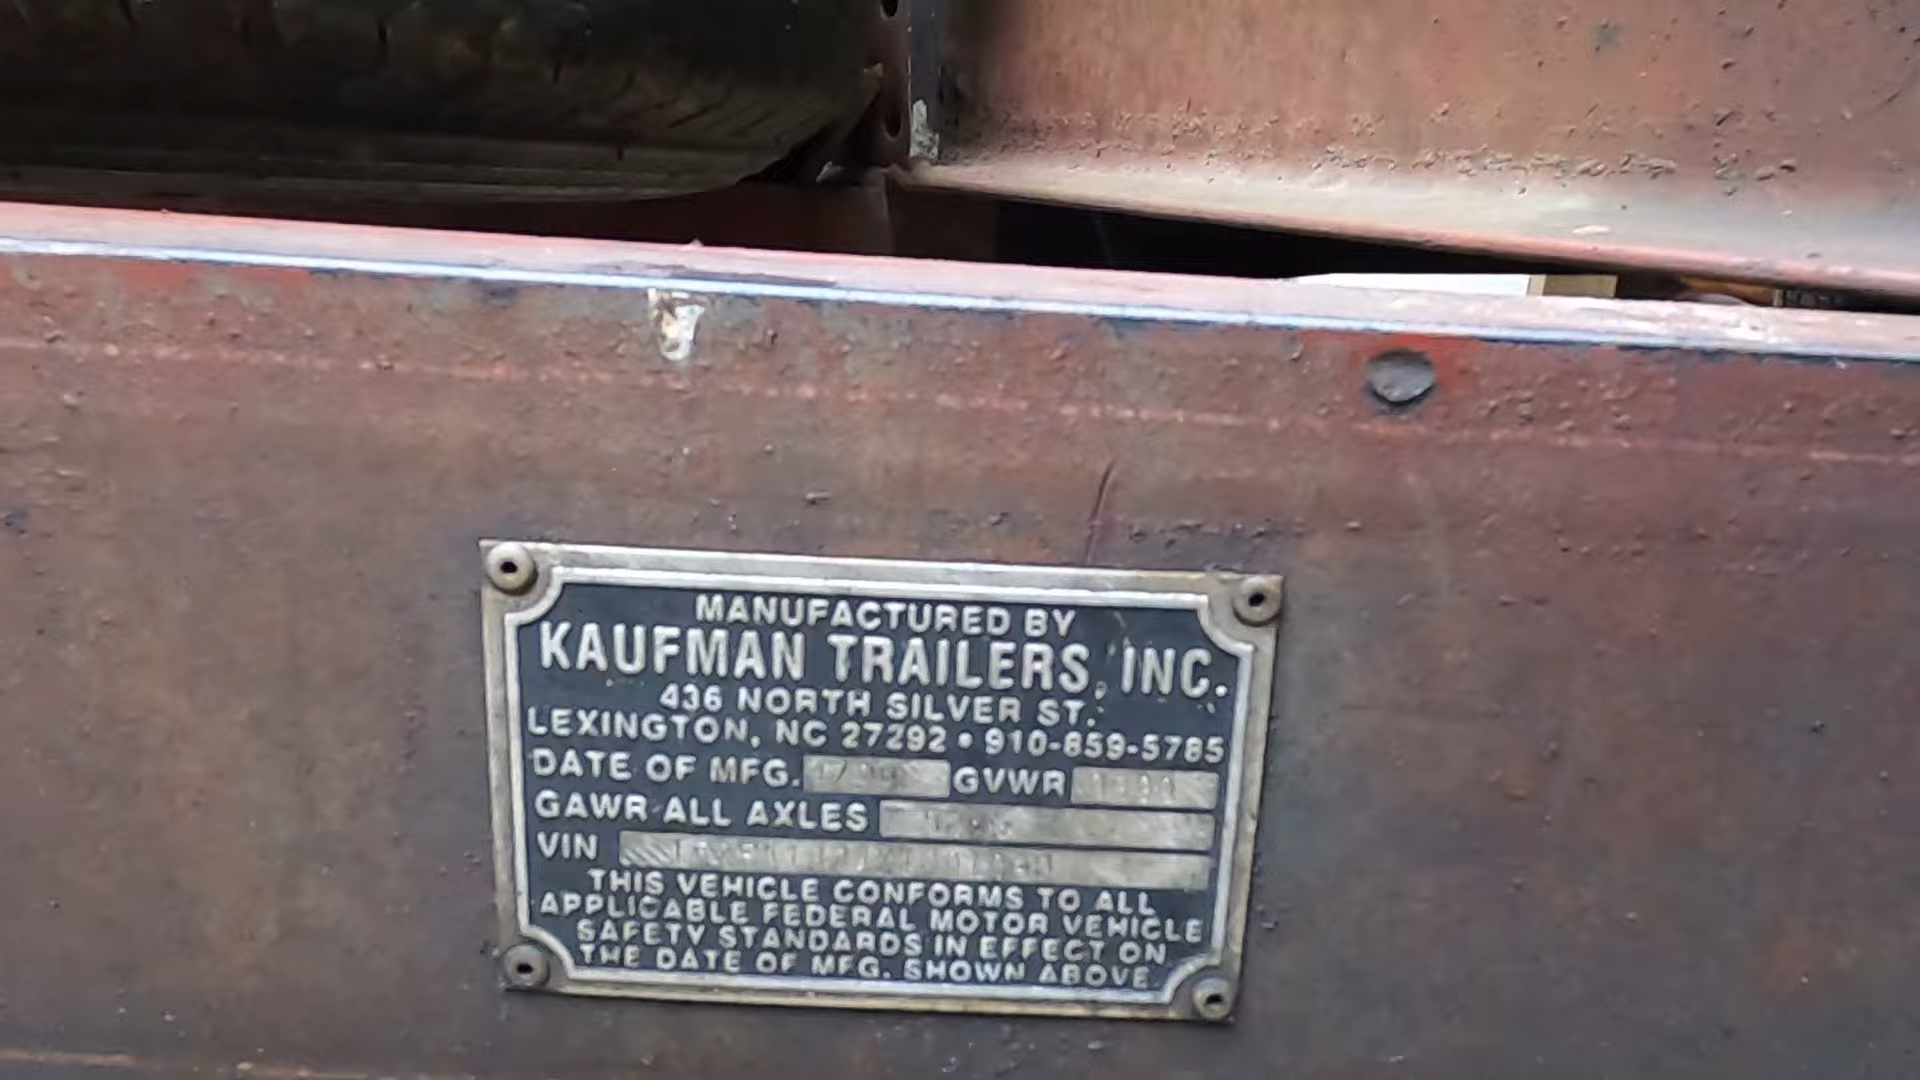 MANUFACTURED BY
KAUFMAN TRAILERS, INC.
436 NORTH SILVER ST.
LEXINGTON, NC 27292 • 910-859-5785
DATE OF MFG. GVWR
GAWR ALL AXLES
VIN
THIS VEHICLE CONFORMS TO ALL
APPLICABLE FEDERAL MOTOR VEHICLE
SAFETY STANDARDS IN EFFECT ON
THE DATE OF MFG. SHOWN ABOVE